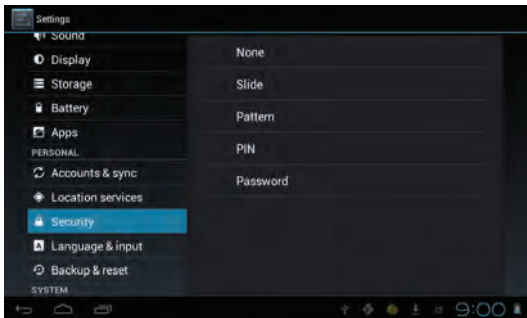 Settings
Sound
Display
Storage
Battery
Apps
PERSONAL
Accounts & sync
Location services
Security
Language & input
Backup & reset
SYSTEM
None
Slide
Pattern
PIN
Password
9:00